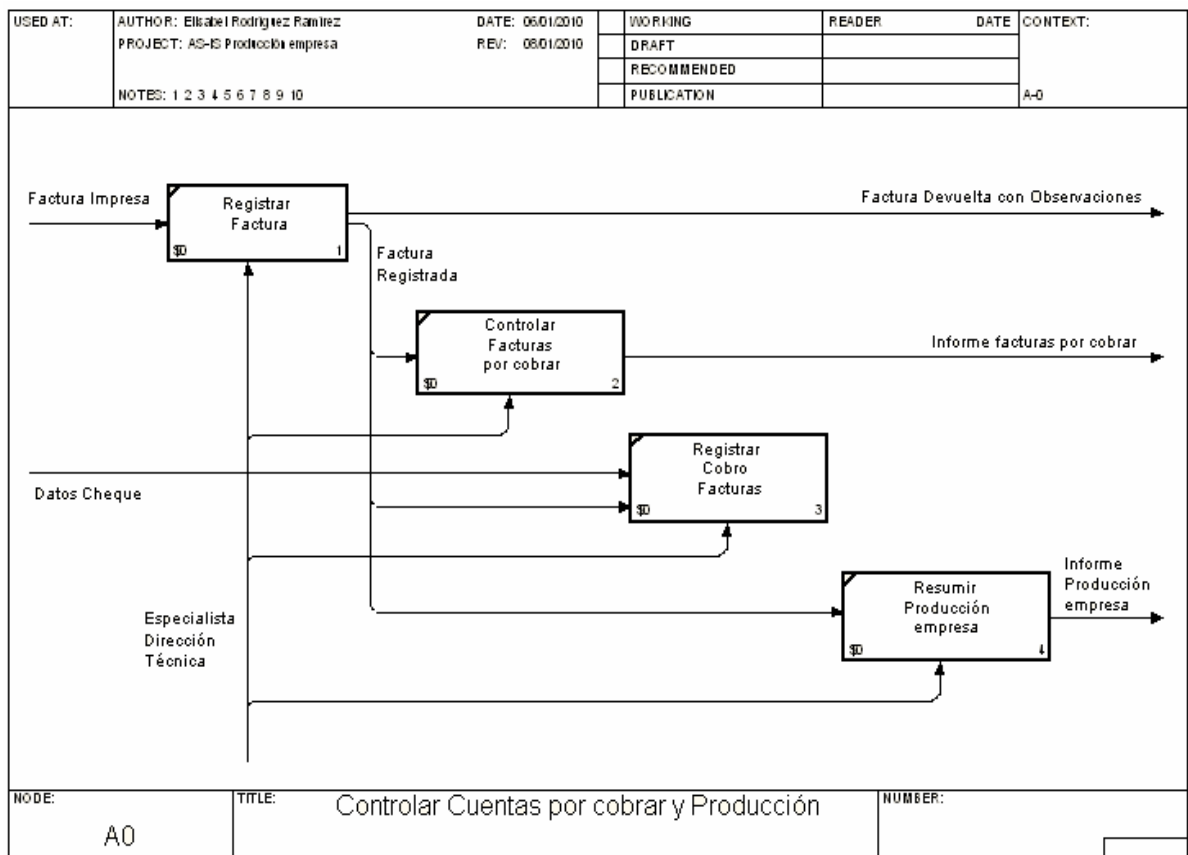 USED AT:
AUTHOR: Elisabel Rodriguez Ramirez
DATE: 06/01/2010
PROJECT: AS-IS Producción empresa
REV: 08/01/2010
NOTES: 1 2 3 4 5 6 7 8 9 10
WORKING
DRAFT
RECOMMENDED
PUBLICATION
READER
DATE
CONTEXT:
A-0
Factura Impresa
Registrar
Factura
$0
1
Factura Devuelta con Observaciones
Factura
Registrada
Controlar
Facturas
por cobrar
$0
2
Informe facturas por cobrar
Datos Cheque
Registrar
Cobro
Facturas
$0
3
Especialista
Dirección
Técnica
Resumir
Producción
empresa
$0
4
Informe
Producción
empresa
NODE:
A0
TITLE:
Controlar Cuentas por cobrar y Producción
NUMBER: